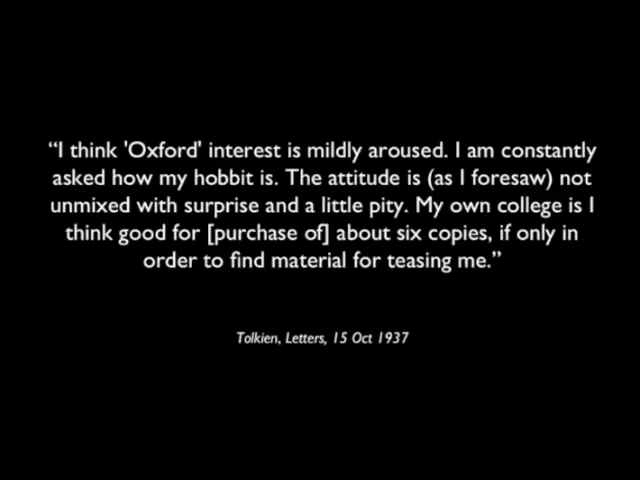 “I think 'Oxford' interest is mildly aroused. I am constantly
asked how my hobbit is. The attitude is (as I foresaw) not
unmixed with surprise and a little pity. My own college is I
think good for [purchase of] about six copies, if only in
order to find material for teasing me.”
Tolkien, Letters, 15 Oct 1937